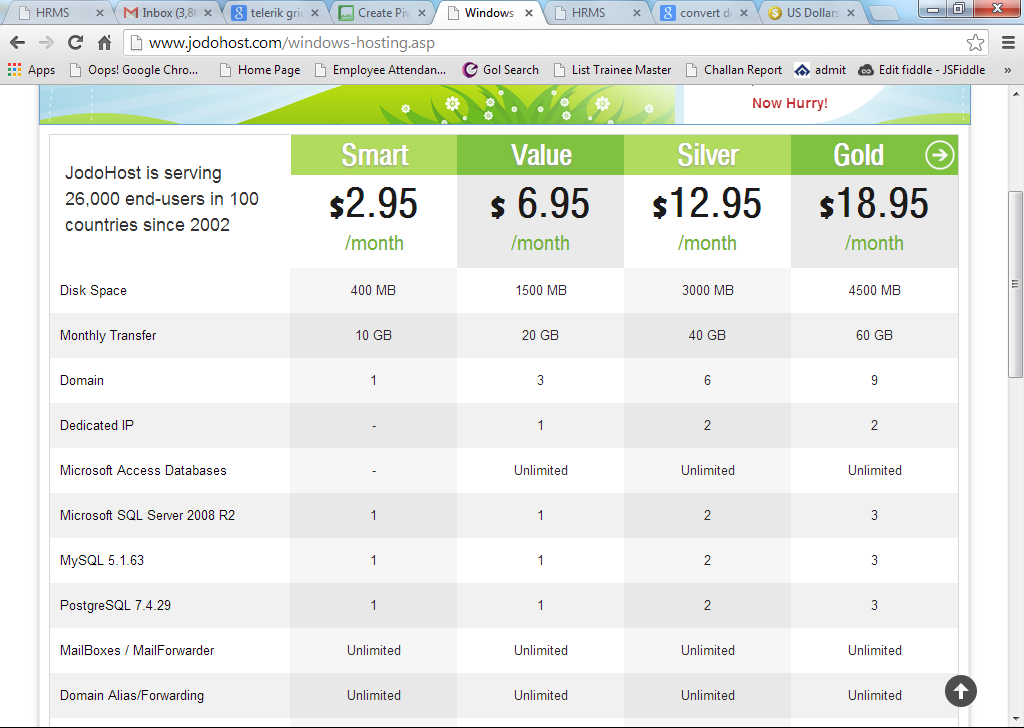 HRMS
Inbox (3,8
telerik gri
Create Piv
Windows
HRMS
convert d
US Dollars
www.jodohost.com/windows-hosting.asp
Apps Oops! Google Chro... Home Page Employee Attendan... GoI Search List Trainee Master Challan Report admit Edit fiddle - JSFiddle »
Now Hurry!
JodoHost is serving
26,000 end-users in 100
countries since 2002
Smart Value Silver Gold
$2.95 $ 6.95 $12.95 $18.95
/month /month /month /month
Disk Space 400 MB 1500 MB 3000 MB 4500 MB
Monthly Transfer 10 GB 20 GB 40 GB 60 GB
Domain 1 3 6 9
Dedicated IP - 1 2 2
Microsoft Access Databases - Unlimited Unlimited Unlimited
Microsoft SQL Server 2008 R2 1 1 2 3
MySQL 5.1.63 1 1 2 3
PostgreSQL 7.4.29 1 1 2 3
MailBoxes / MailForwarder Unlimited Unlimited Unlimited Unlimited
Domain Alias/Forwarding Unlimited Unlimited Unlimited Unlimited